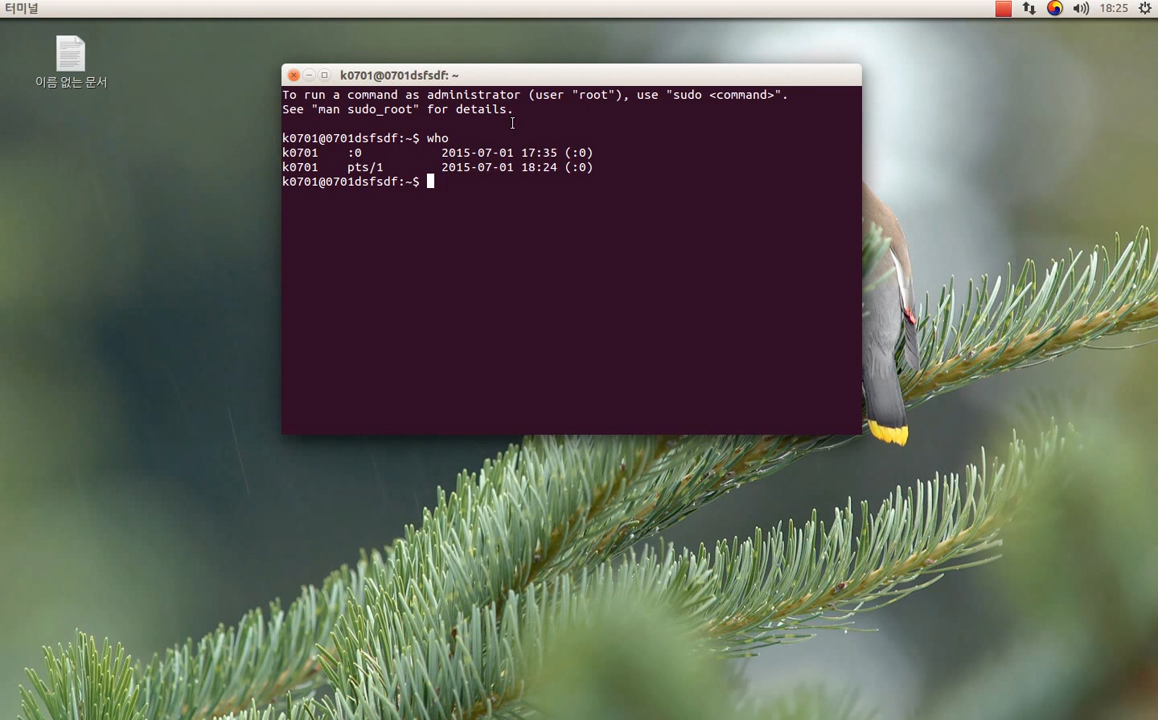 터미널
18:25
이름 없는 문서
k0701@0701dsfsdf: ~
To run a command as administrator (user "root"), use "sudo <command>".
See "man sudo_root" for details.
k0701@0701dsfsdf:~$ who
k0701    :0           2015-07-01 17:35 (:0)
k0701    pts/1        2015-07-01 18:24 (:0)
k0701@0701dsfsdf:~$